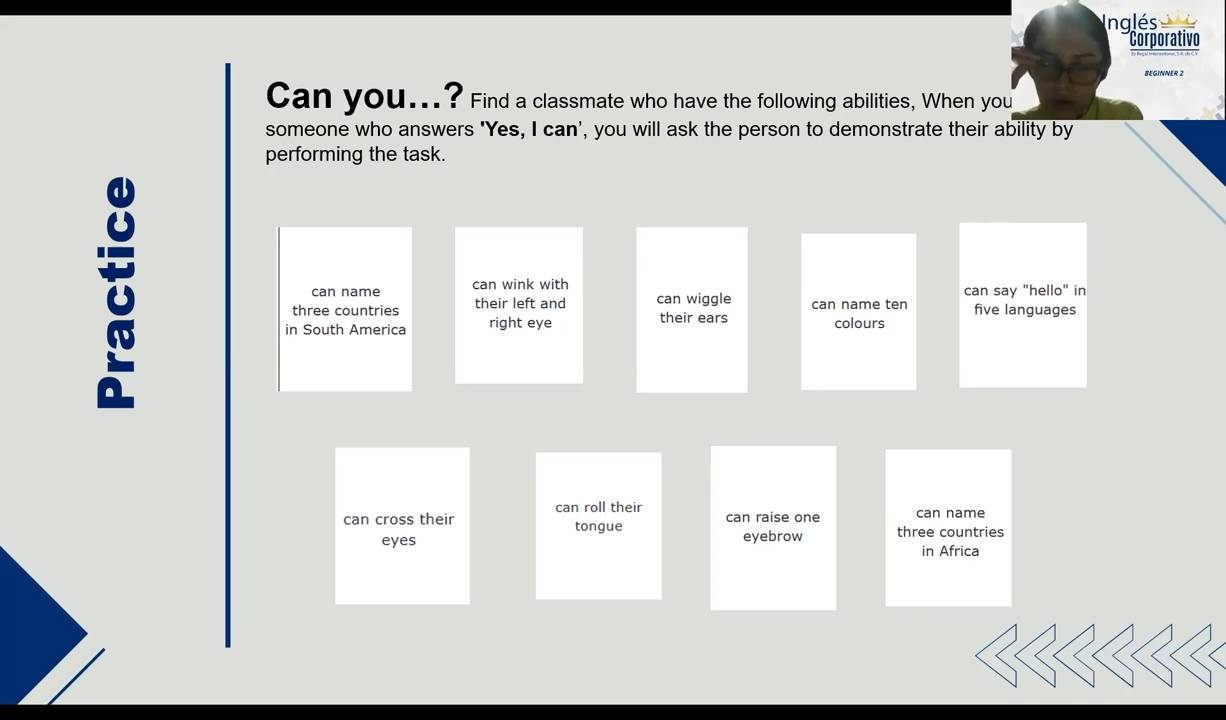 Inglés
Corporativo
By Regal International, S.A. de C.V.
BEGINNER 2
Practice
Can you…? Find a classmate who have the following abilities, When you
someone who answers 'Yes, I can’, you will ask the person to demonstrate their ability by
performing the task.
can name
three countries
in South America
can wink with
their left and
right eye
can wiggle
their ears
can name ten
colours
can say "hello" in
five languages
can cross their
eyes
can roll their
tongue
can raise one
eyebrow
can name
three countries
in Africa